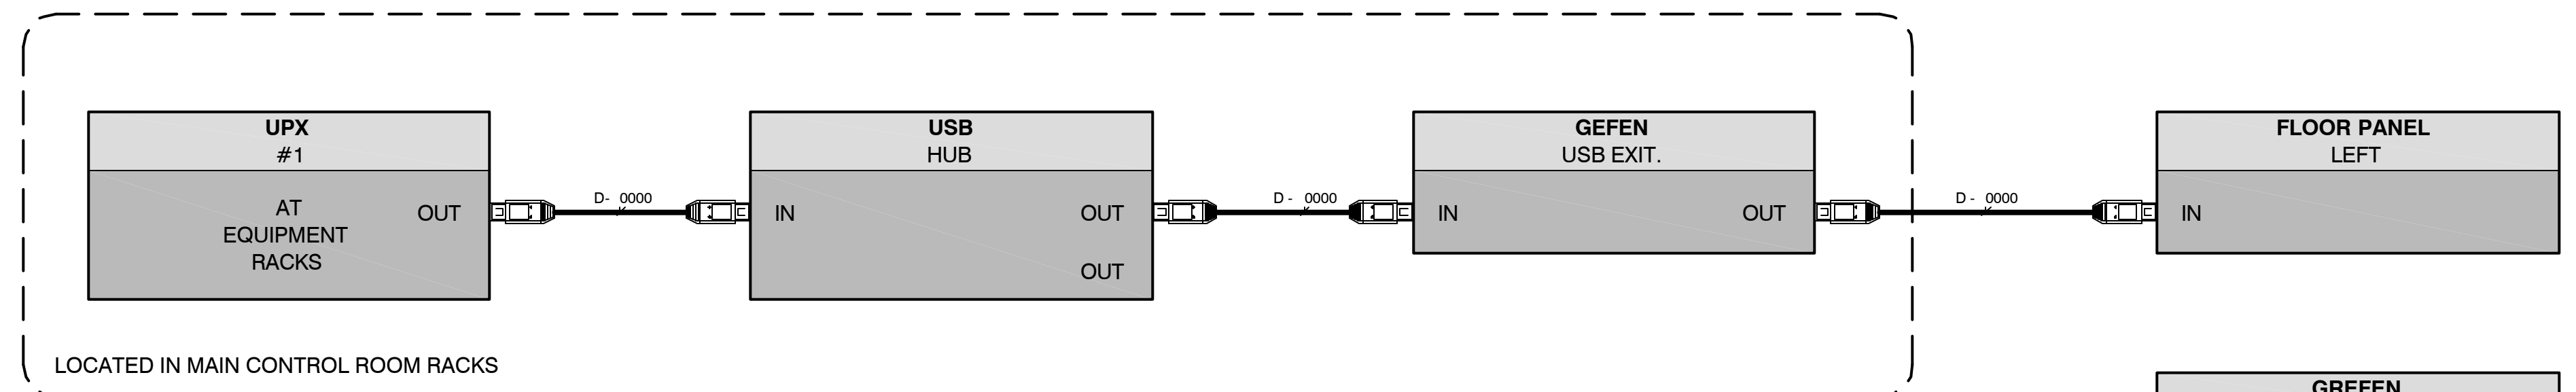 UPX
#1
AT
EQUIPMENT
RACKS
OUT
D- 0000
USB
HUB
IN
OUT
OUT
D - 0000
GEFEN
USB EXIT.
IN
OUT
D - 0000
FLOOR PANEL
LEFT
IN
LOCATED IN MAIN CONTROL ROOM RACKS
GREFEN